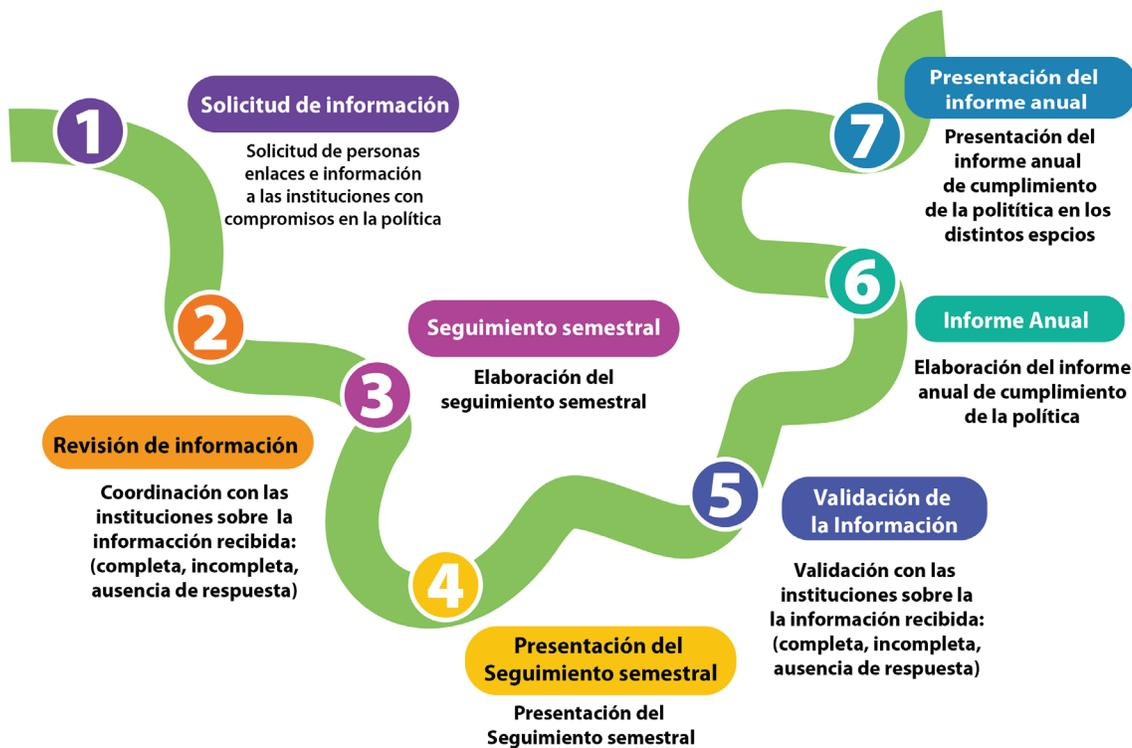 1
Solicitud de información
Solicitud de personas
enlaces e información
a las instituciones con
compromisos en la política
2
Revisión de información
Coordinación con las
instituciones sobre la
informacción recibida:
(completa, incompleta,
ausencia de respuesta)
3
Seguimiento semestral
Elaboración del
seguimiento semestral
4
Presentación del
Seguimiento semestral
Presentación del
Seguimiento semestral
5
Validación de
la Información
Validación con las
instituciones sobre la
la información recibida:
(completa, incompleta,
ausencia de respuesta)
6
Informe Anual
Elaboración del informe
anual de cumplimiento
de la política
7
Presentación del
informe anual
Presentación del
informe anual
de cumplimiento
de la politítica en los
distintos espcios